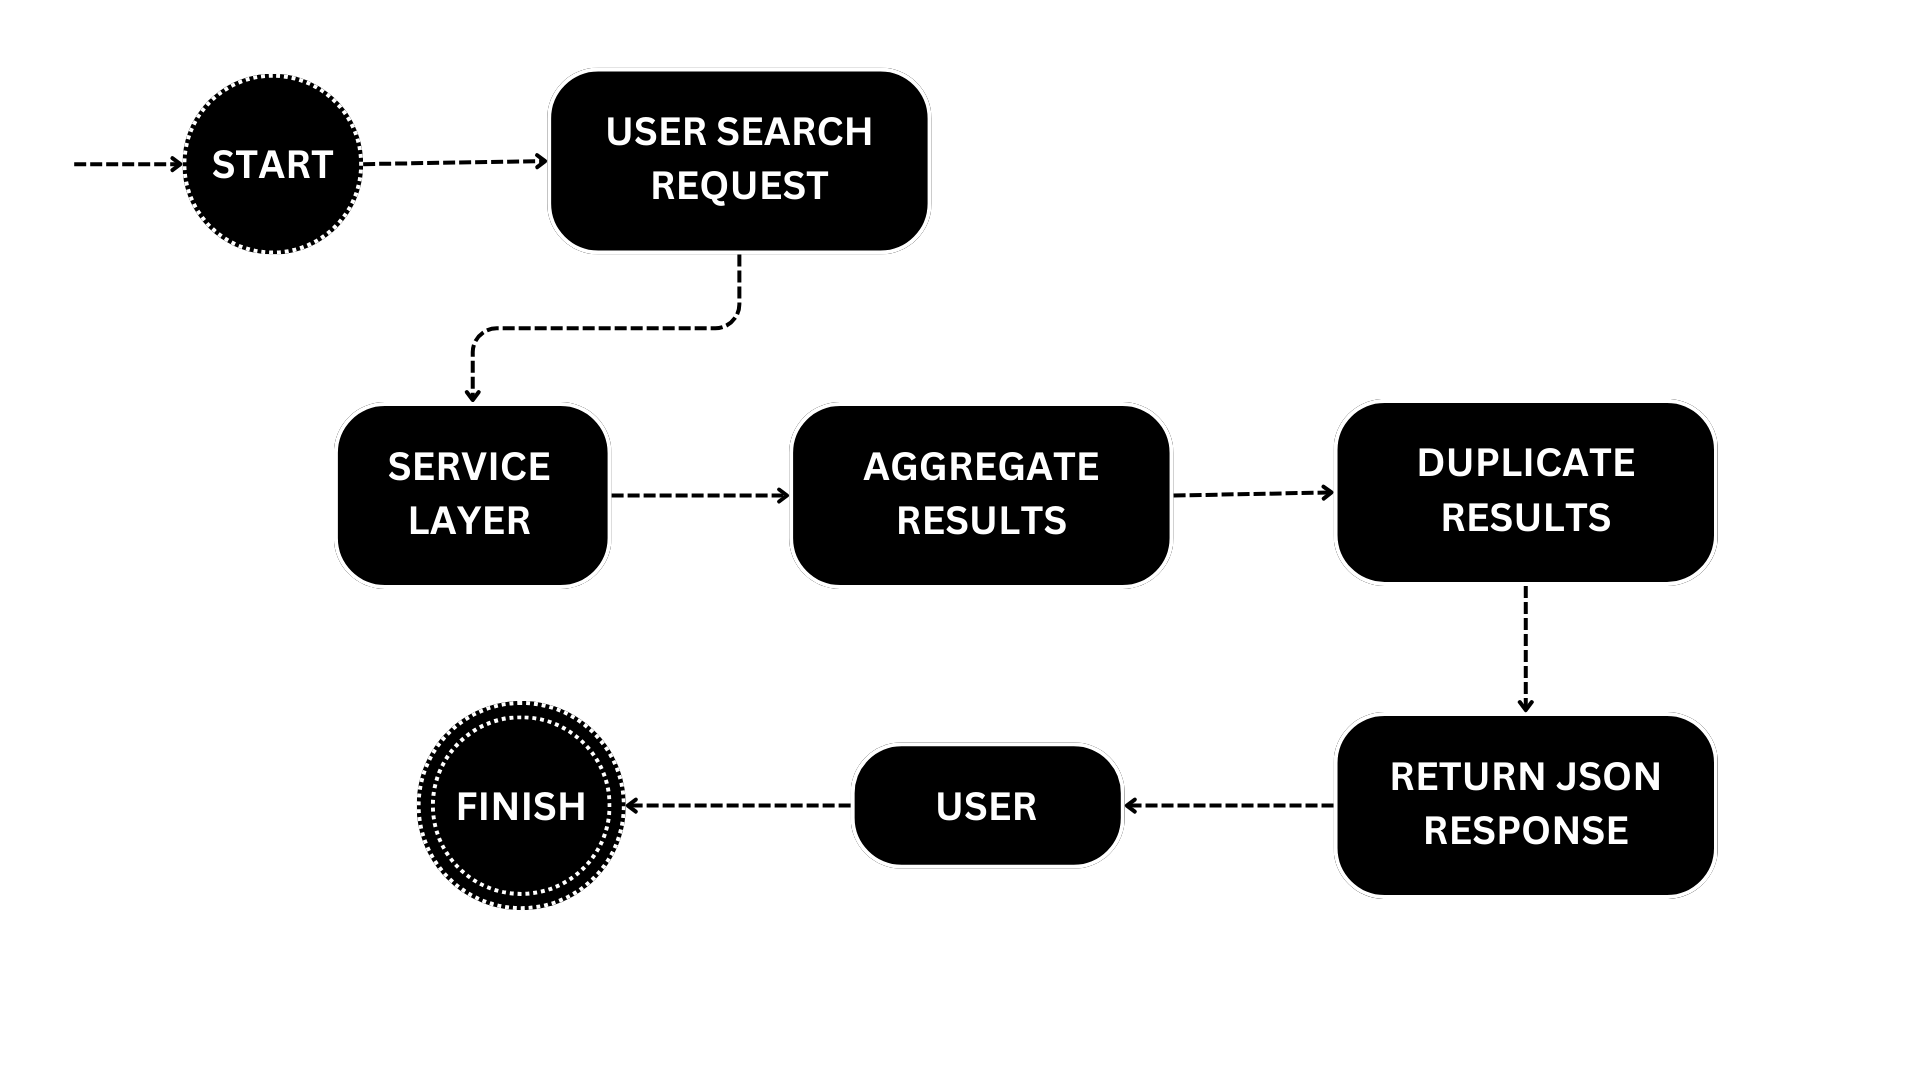 START
USER SEARCH
REQUEST
SERVICE
LAYER
AGGREGATE
RESULTS
DUPLICATE
RESULTS
RETURN JSON
RESPONSE
USER
FINISH